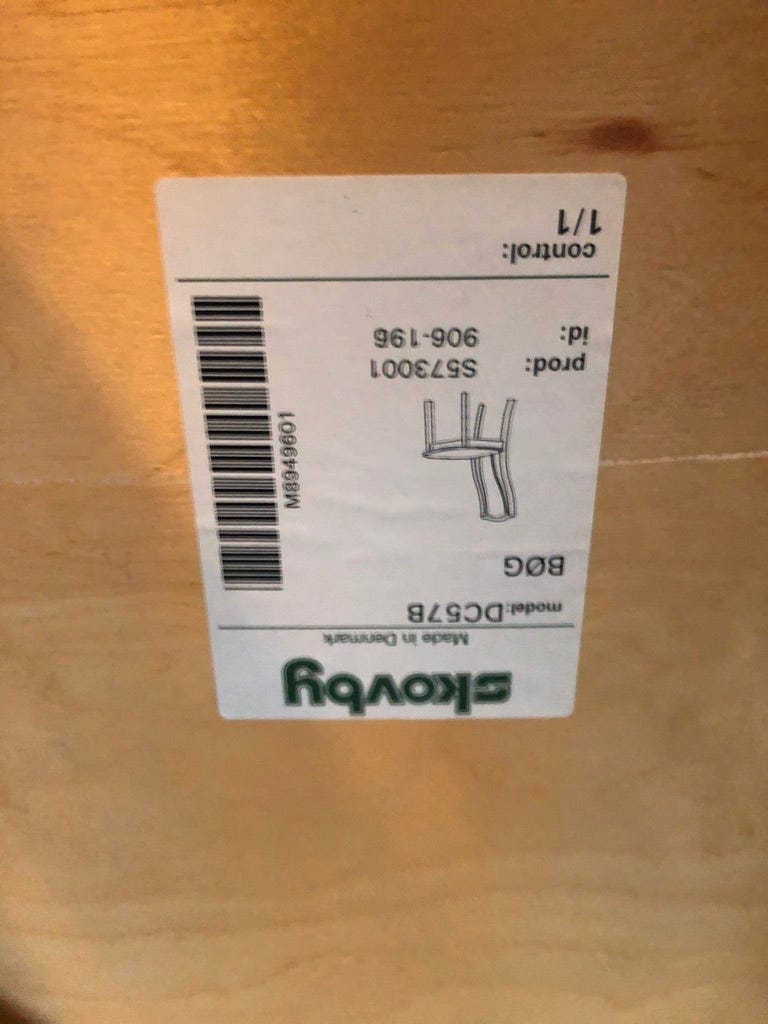 skovby
Made in Denmark
model: DC57B
BØG
M8949601
prod: S573001
id: 906-196
control:
1/1